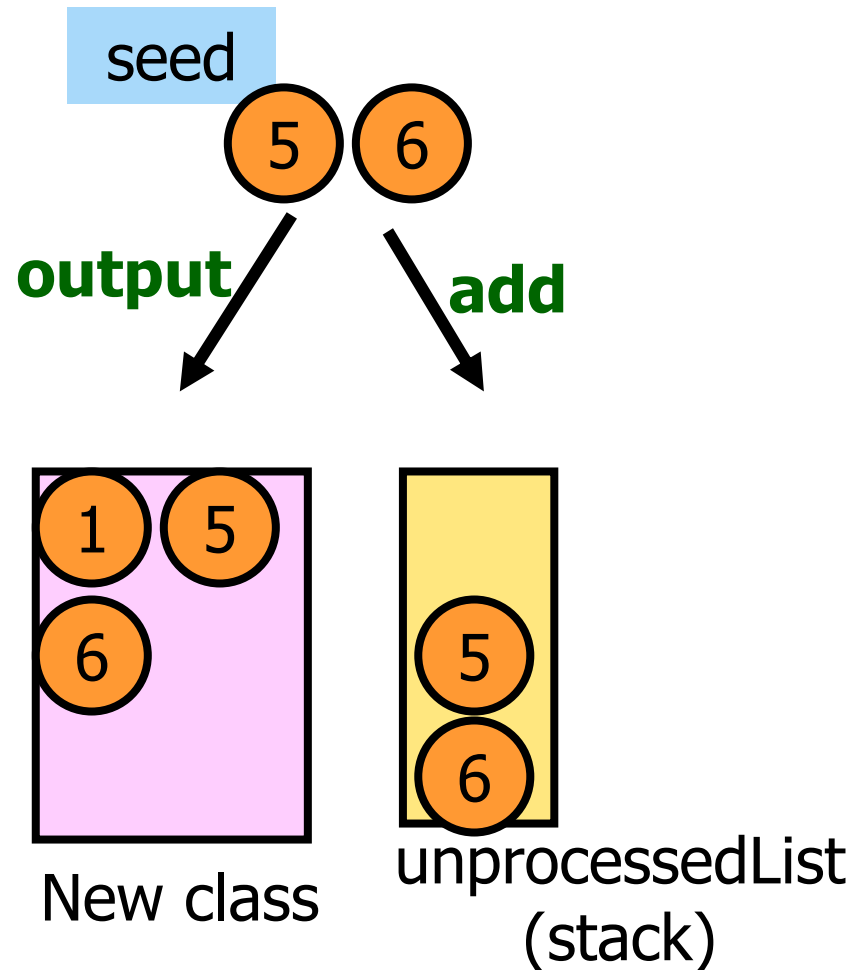 seed
5 6
output
add
1 5
6
5
6
New class
unprocessedList
(stack)